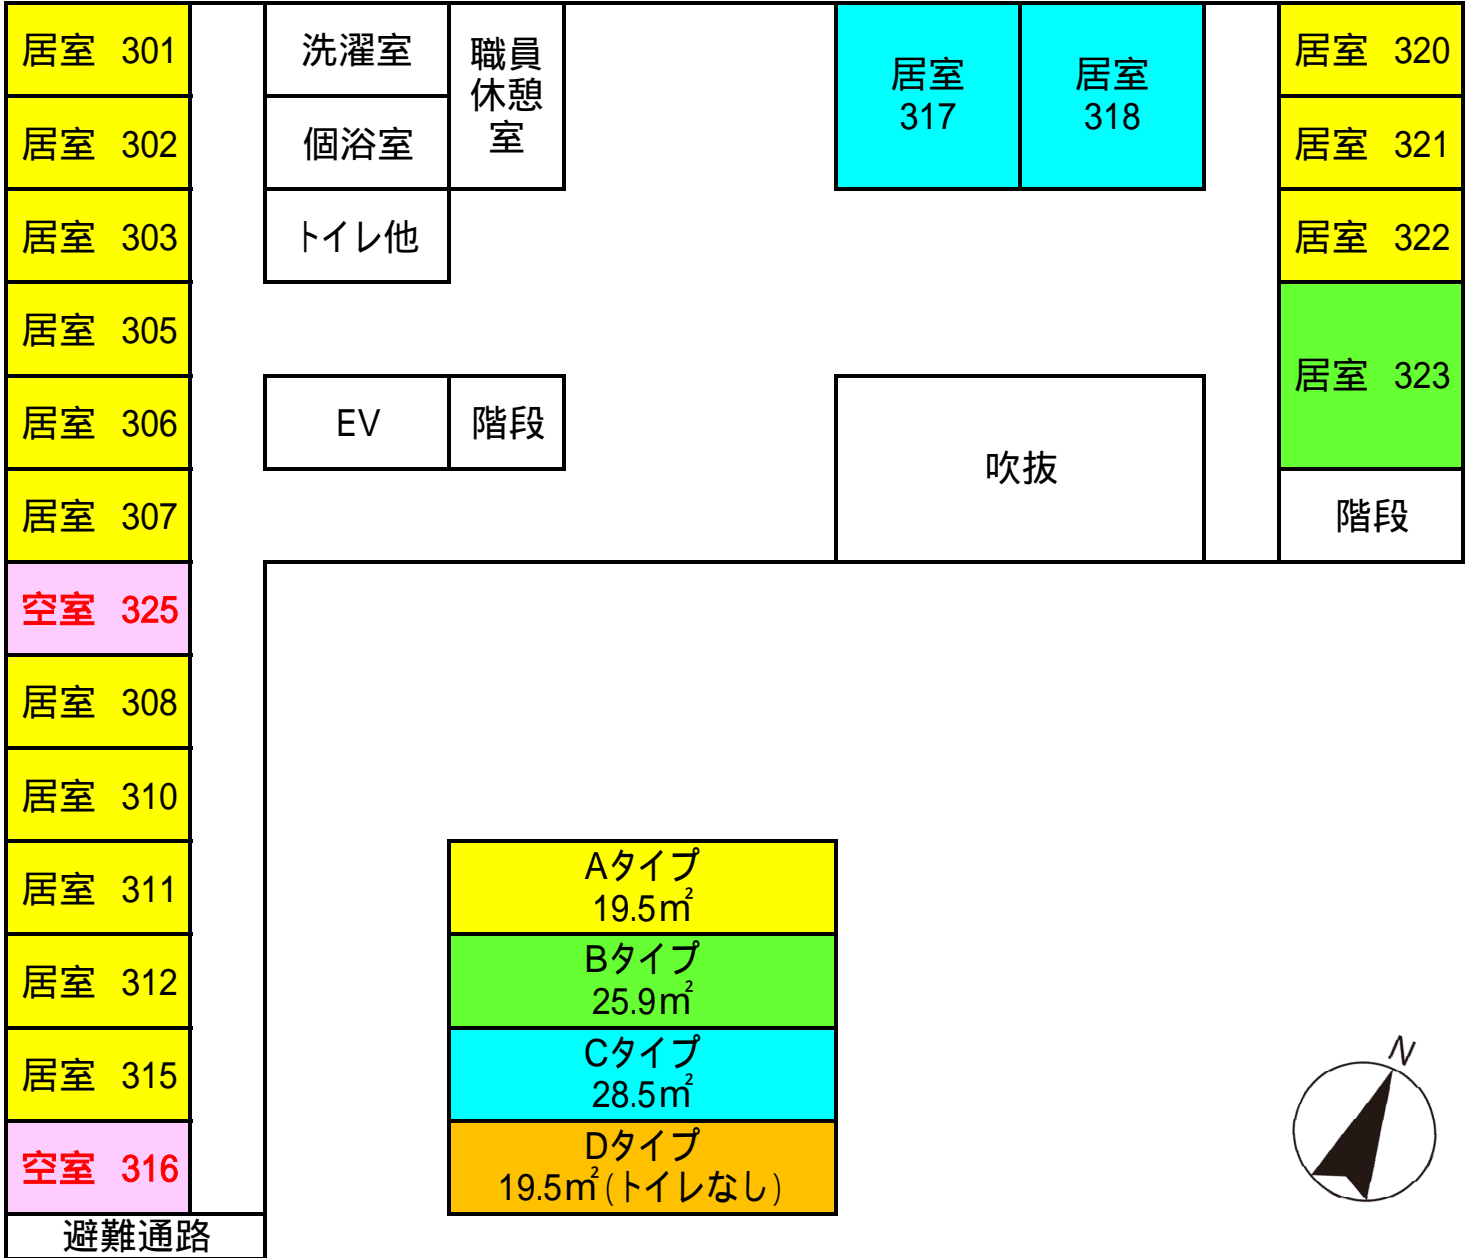 居室 301
居室 302
居室 303
居室 305
居室 306
居室 307
空室 325
居室 308
居室 310
居室 311
居室 312
居室 315
空室 316
避難通路
洗濯室
個浴室
トイレ他
職員
休憩
室
EV
階段
居室
317
居室
318
吹抜
居室 320
居室 321
居室 322
居室 323
階段
Aタイプ
19.5㎡
Bタイプ
25.9㎡
Cタイプ
28.5㎡
Dタイプ
19.5㎡(トイレなし)
N